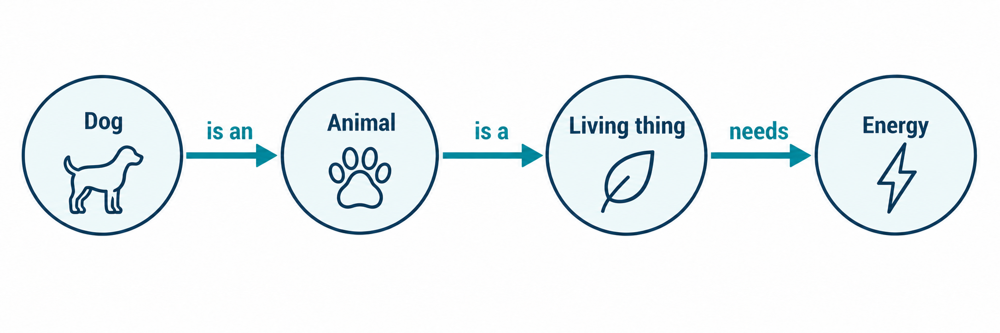 Dog
is an
Animal
is a
Living thing
needs
Energy